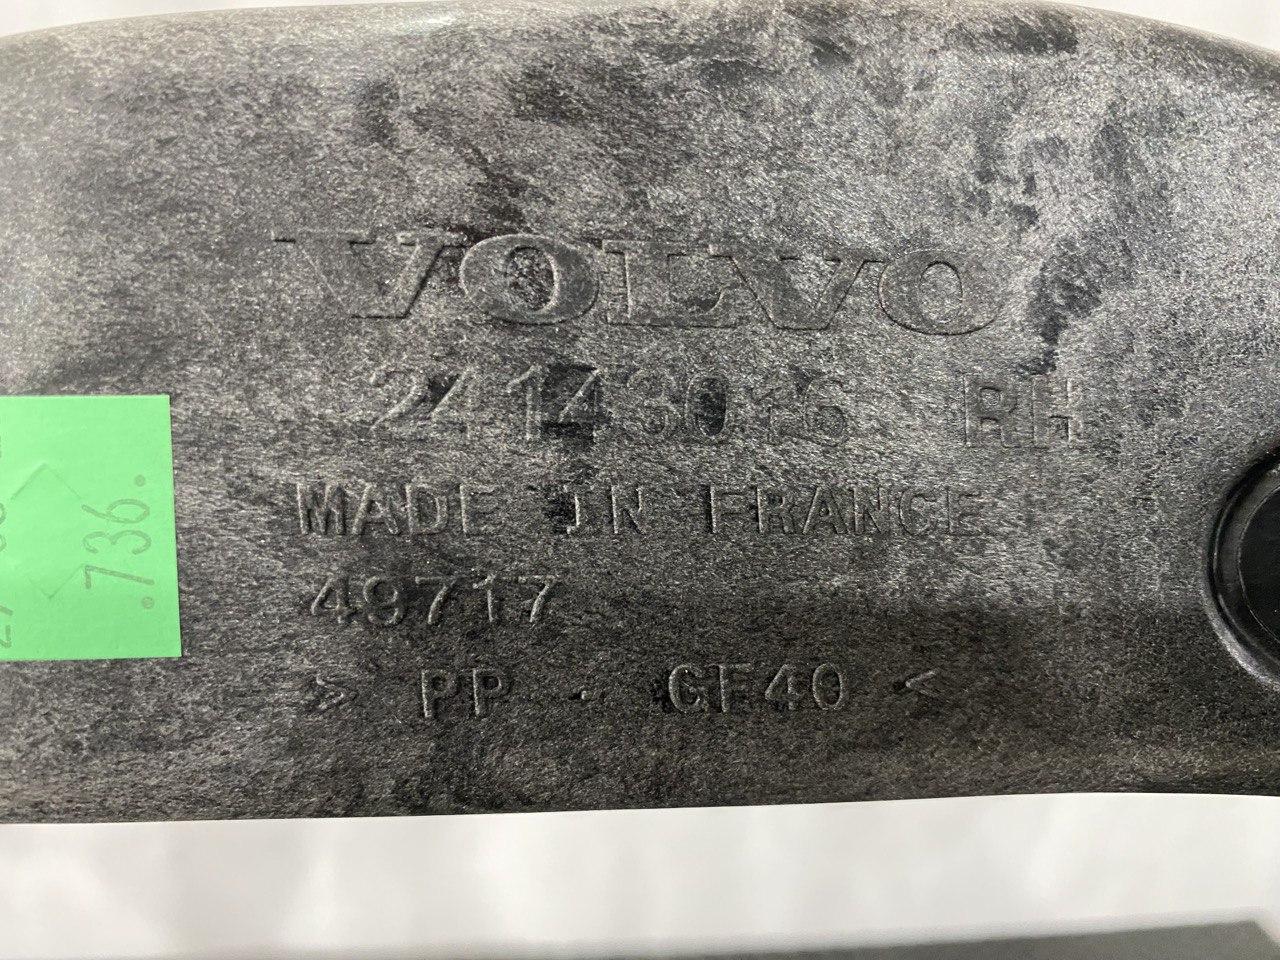 VOLVO
24143016 RH
MADE IN FRANCE
49717
> PP - GF40 <
.736.